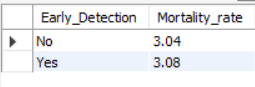 Early_Detection Mortality_rate
No 3.04
Yes 3.08